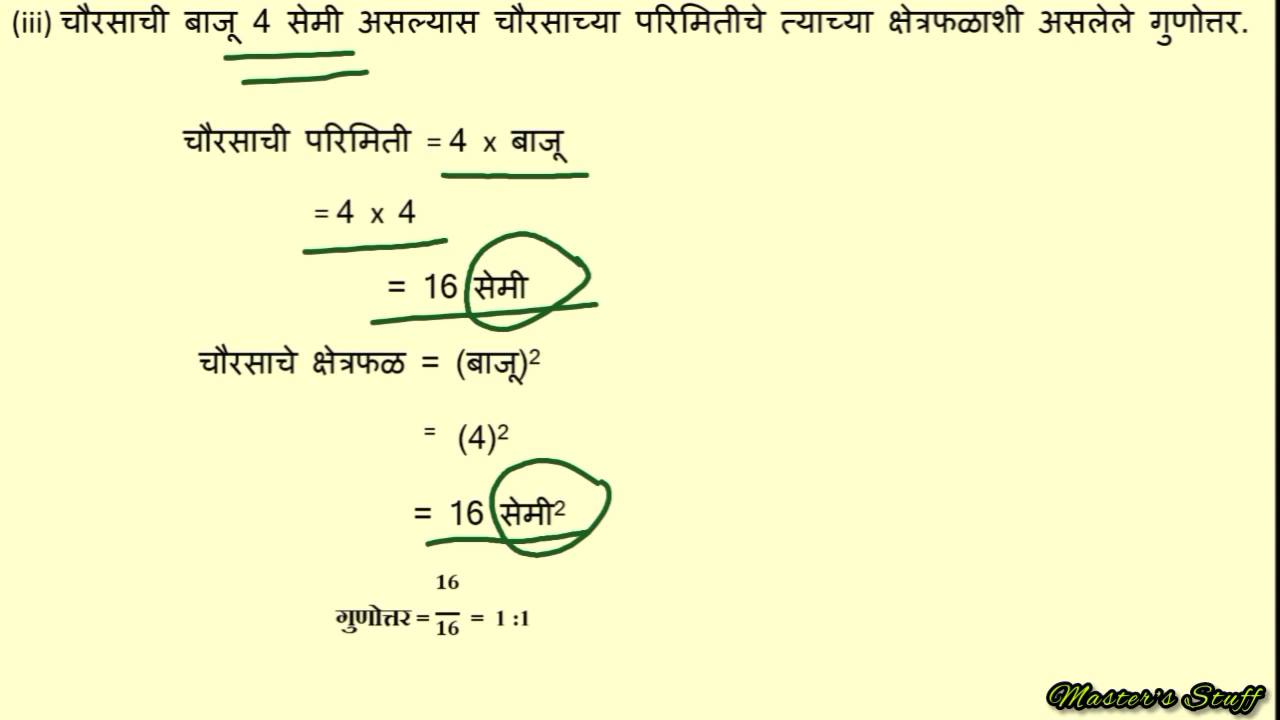 (iii) चौरसाची बाजू 4 सेमी असल्यास चौरसाच्या परिमितीचे त्याच्या क्षेत्रफळाशी असलेले गुणोत्तर.
चौरसाची परिमिती = 4 x बाजू
= 4 x 4
= 16 सेमी
चौरसाचे क्षेत्रफळ = (बाजू)²
= (4)²
= 16 सेमी²
16
गुणोत्तर = — = 1 :1
16
Master's Stuff